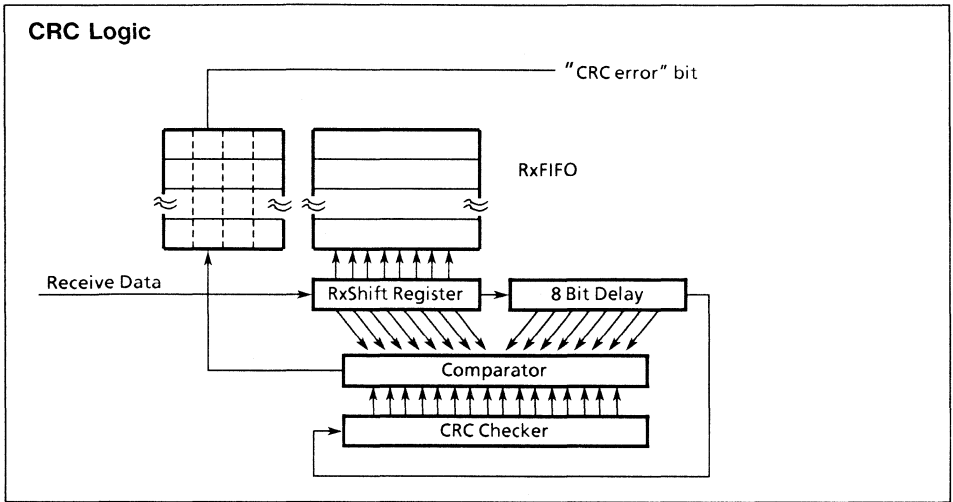 CRC Logic
"CRC error" bit
RxFIFO
Receive Data
RxShift Register
8 Bit Delay
Comparator
CRC Checker